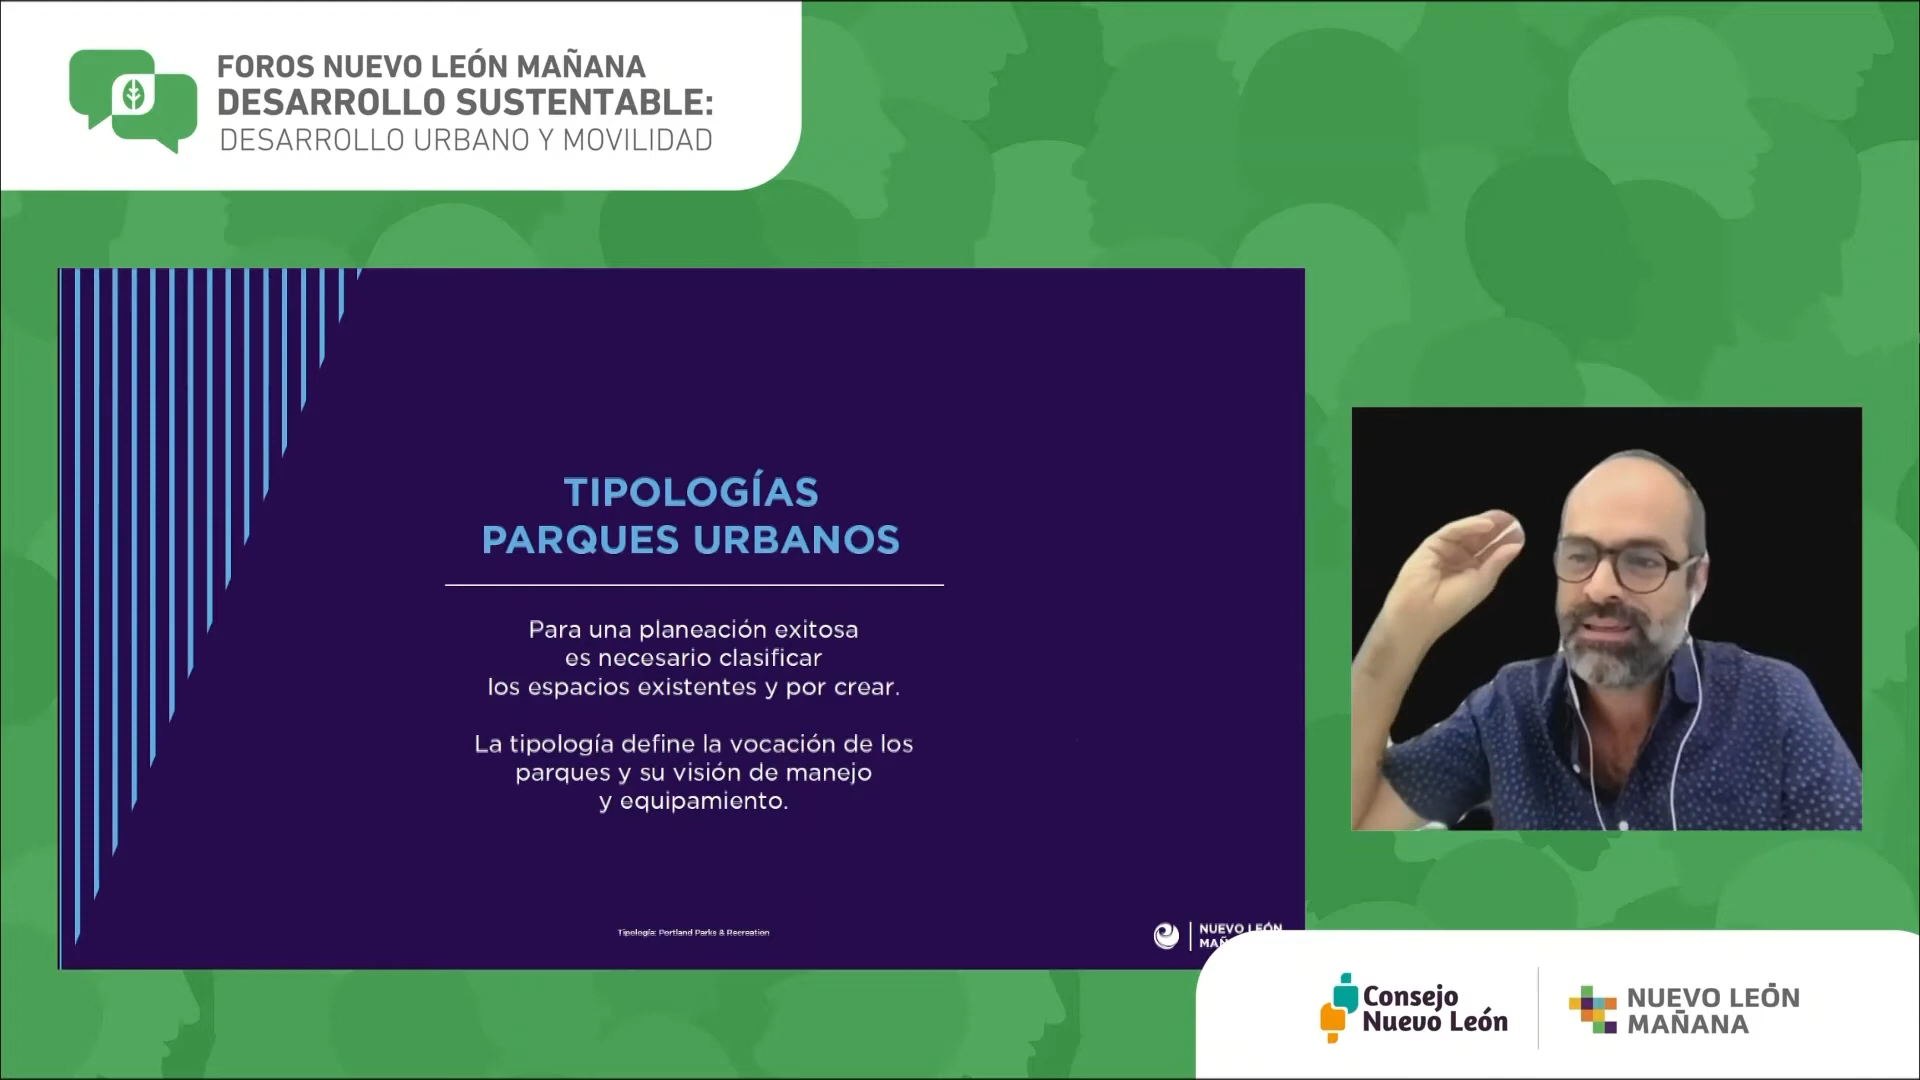 FOROS NUEVO LEÓN MAÑANA
DESARROLLO SUSTENTABLE:
DESARROLLO URBANO Y MOVILIDAD
TIPOLOGÍAS
PARQUES URBANOS
Para una planeación exitosa
es necesario clasificar
los espacios existentes y por crear.
La tipología define la vocación de los
parques y su visión de manejo
y equipamiento.
Tipología: Portland Parks & Recreation
NUEVO LEÓN
Consejo
Nuevo León
NUEVO LEÓN
MAÑANA